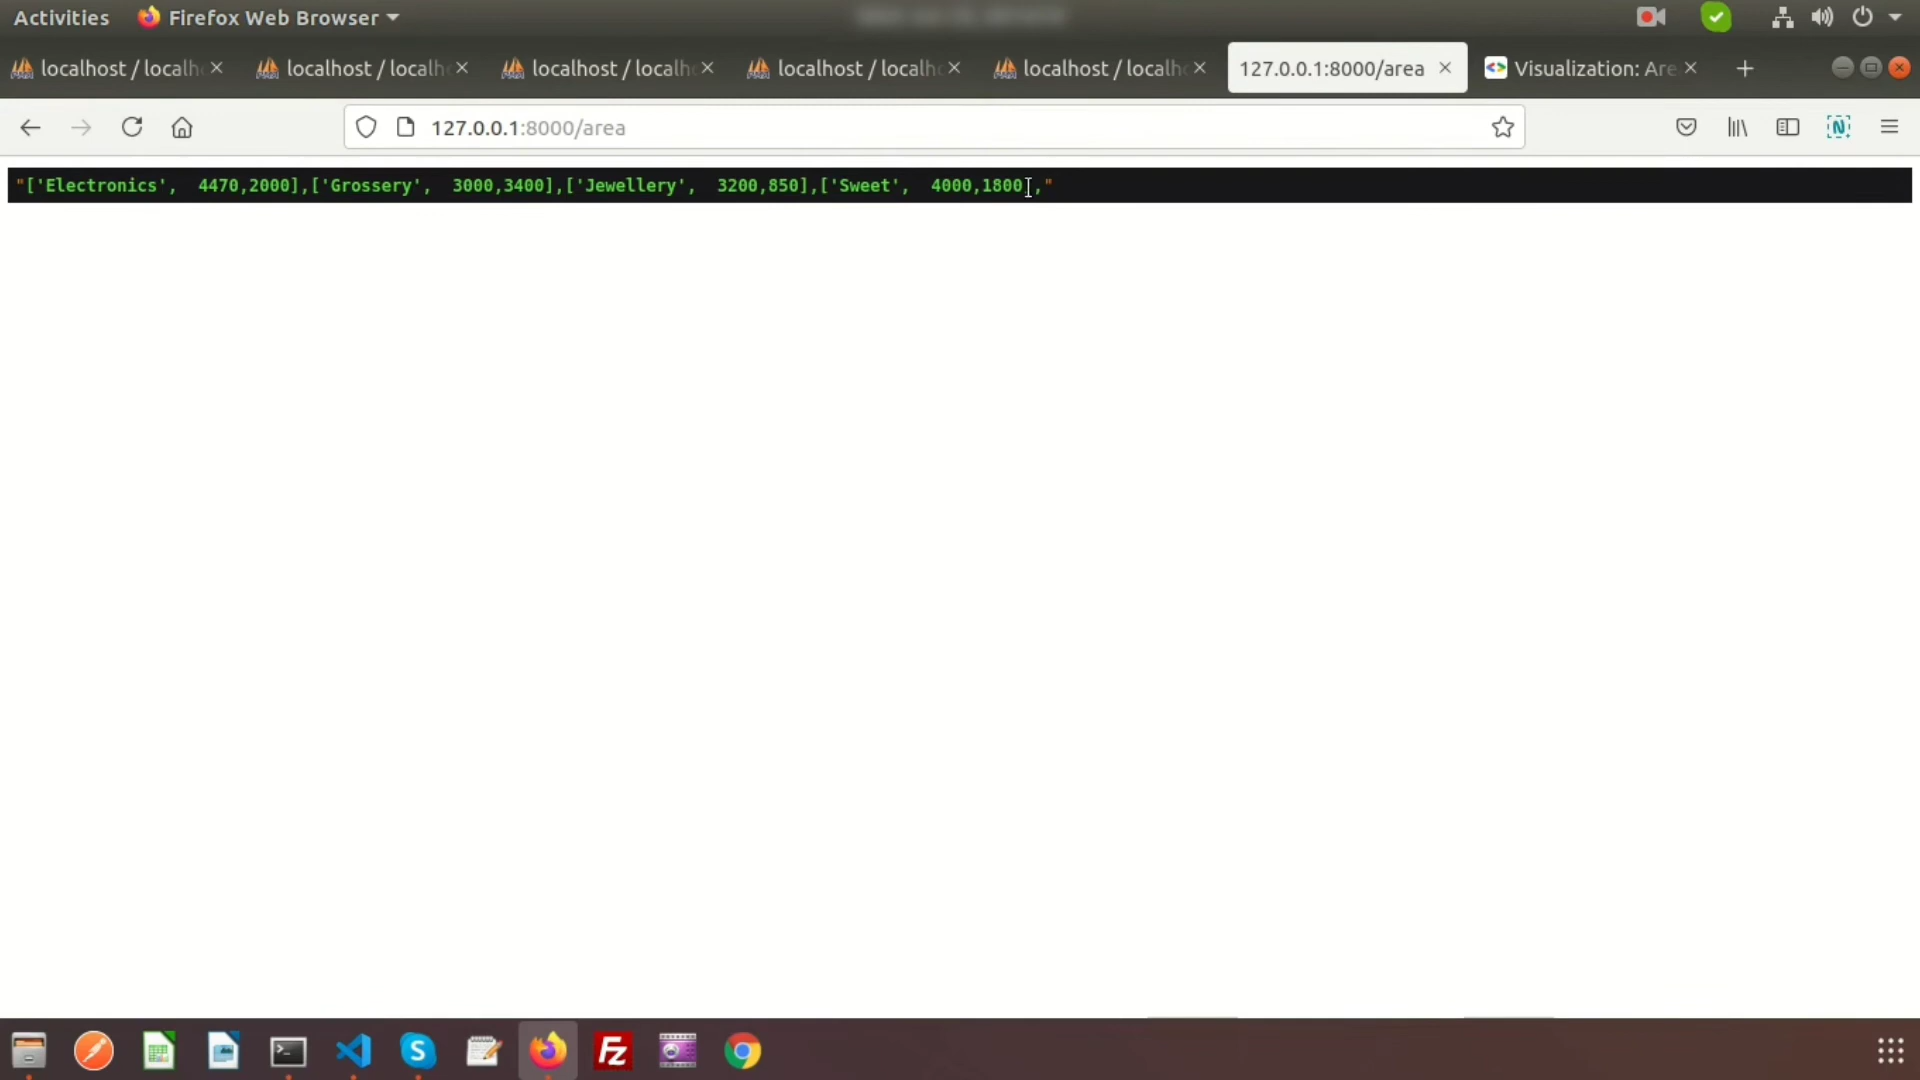 Activities Firefox Web Browser
localhost / localh localhost / localh localhost / localh localhost / localh localhost / localh 127.0.0.1:8000/area Visualization: Are
127.0.0.1:8000/area
"['Electronics', 4470,2000],['Grossery', 3000,3400],['Jewellery', 3200,850],['Sweet', 4000,1800],"